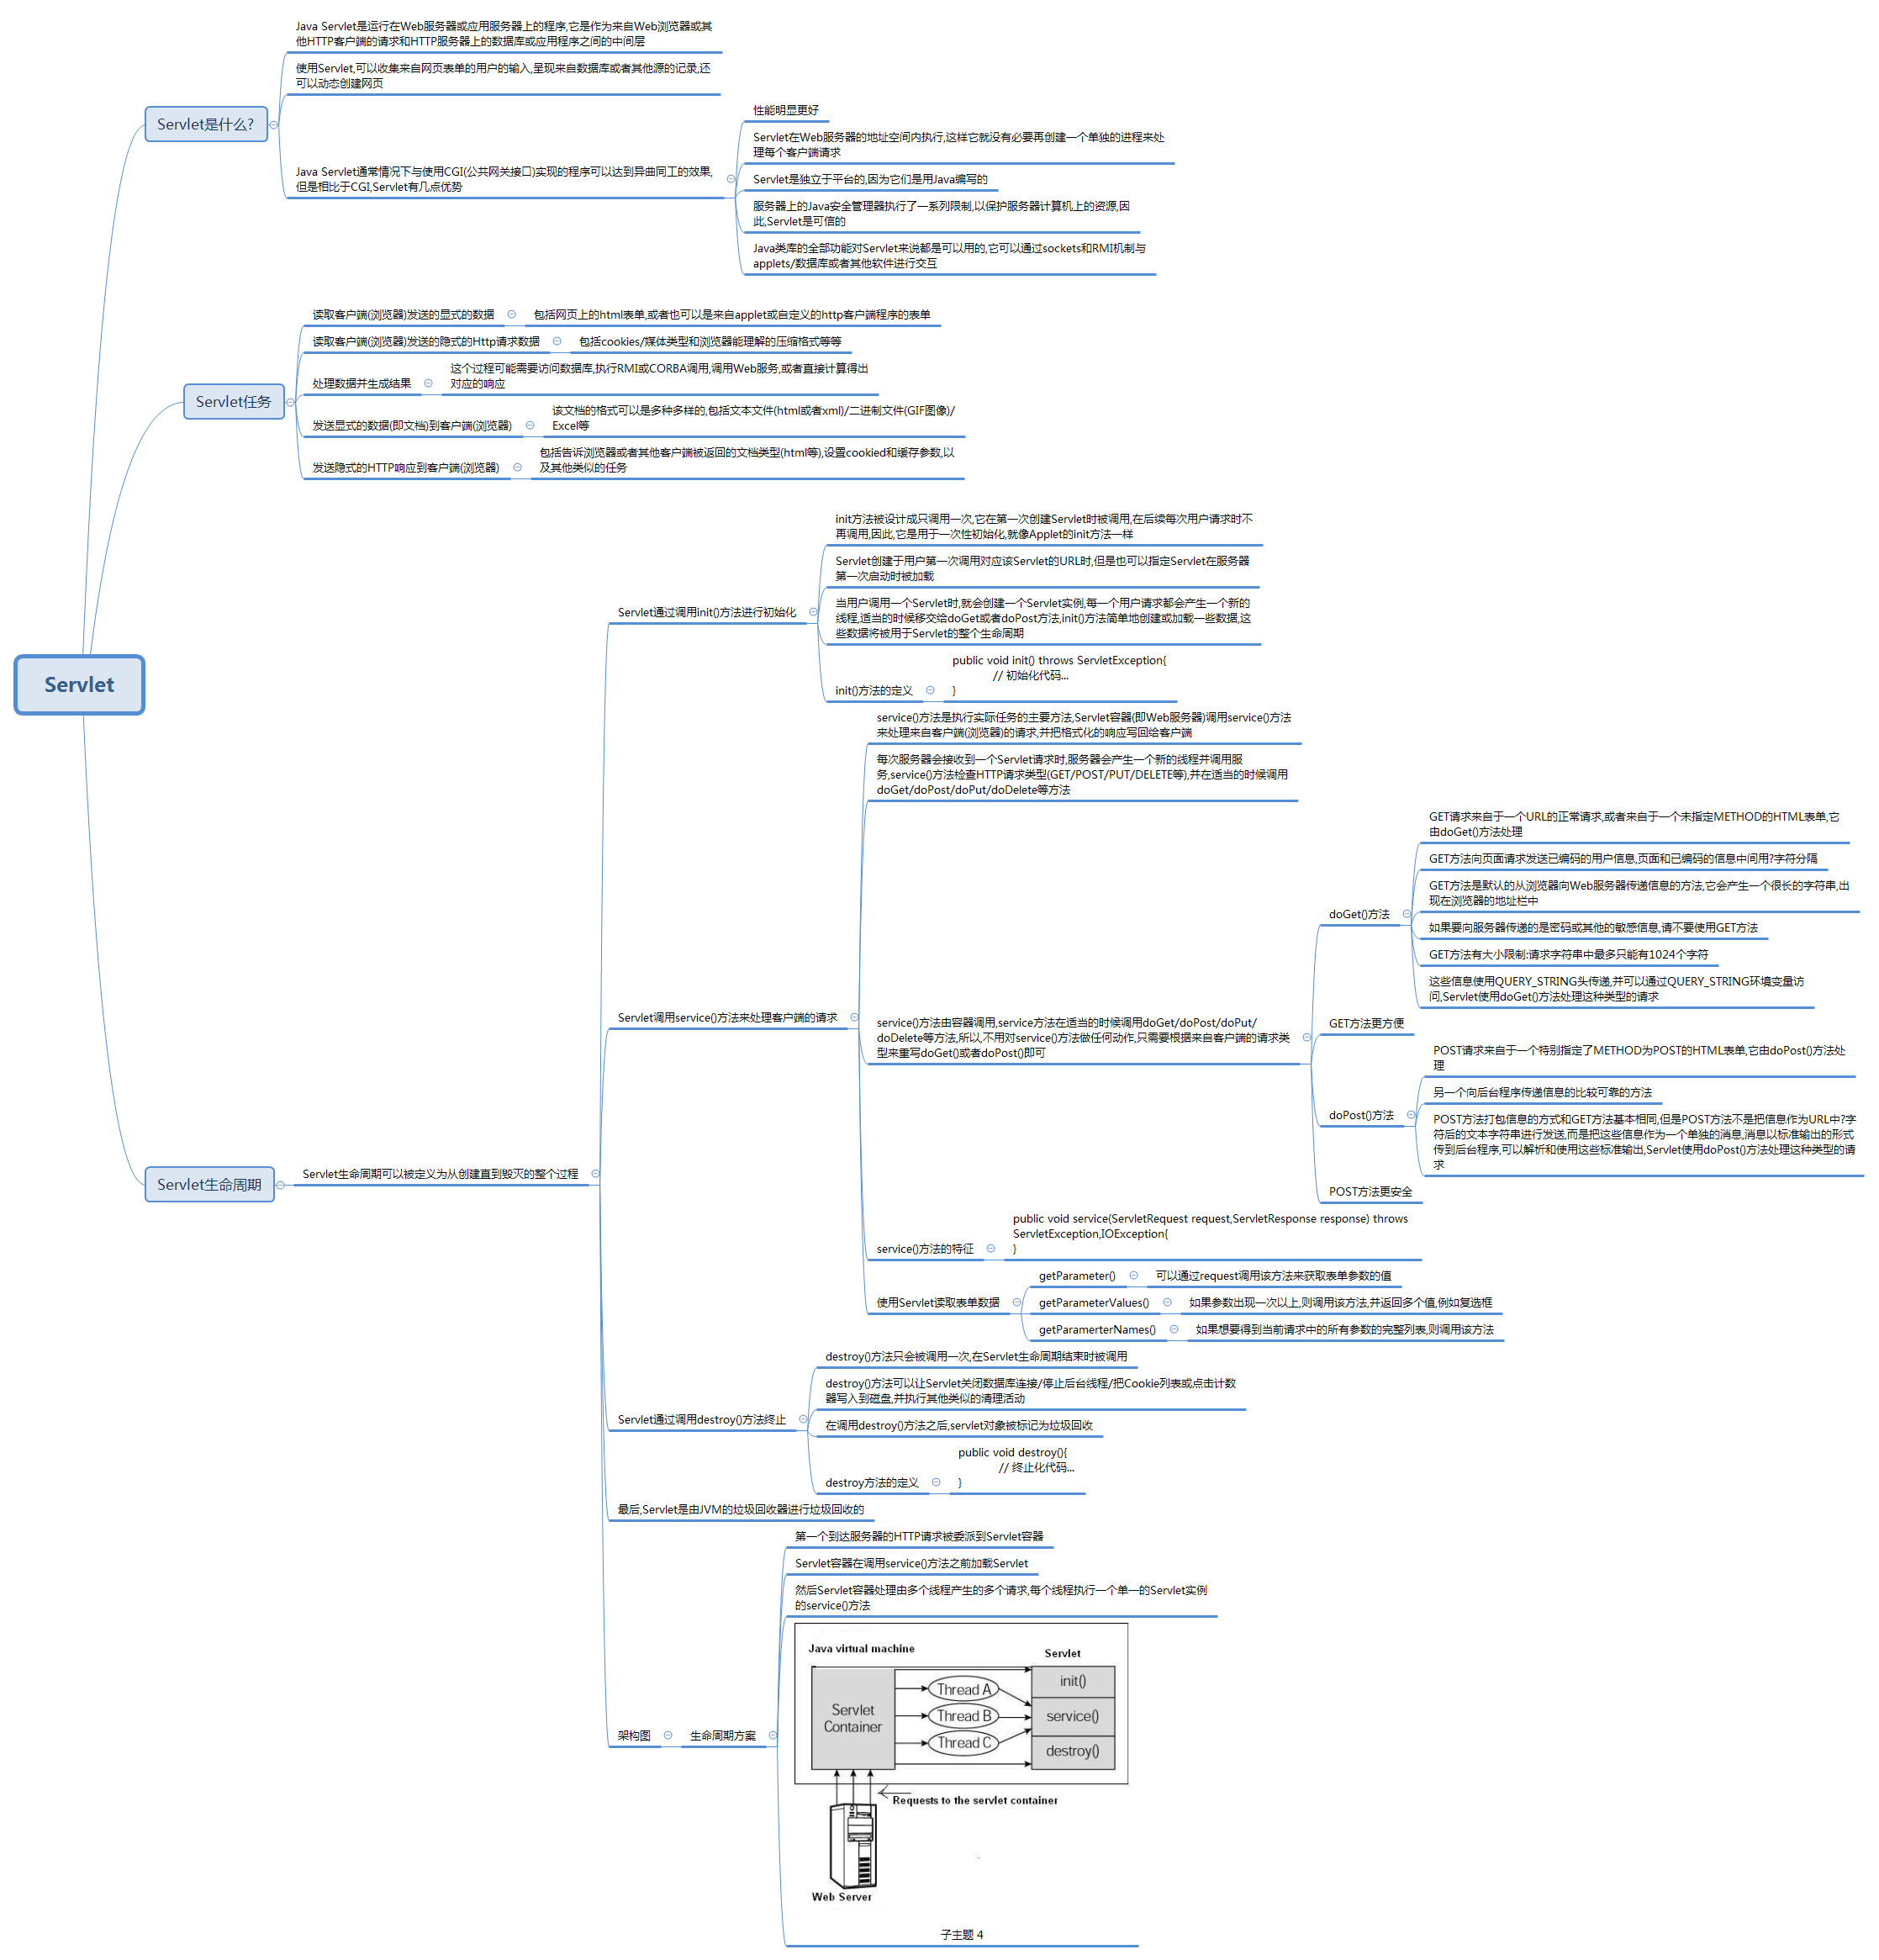 Servlet
Servlet是什么?
Java Servlet是运行在Web服务器或应用服务器上的程序,它是作为来自Web浏览器或其
他HTTP客户端的请求和HTTP服务器上的数据库或应用程序之间的中间层
使用Servlet,可以收集来自网页表单的用户的输入,呈现来自数据库或者其他源的记录,还
可以动态创建网页
Java Servlet通常情况下与使用CGI(公共网关接口)实现的程序可以达到异曲同工的效果,
但是相比于CGI,Servlet有几点优势
性能明显更好
Servlet在Web服务器的地址空间内执行,这样它就没有必要再创建一个单独的进程来处
理每个客户端请求
Servlet是独立于平台的,因为它们是用Java编写的
服务器上的Java安全管理器执行了一系列限制,以保护服务器计算机上的资源,因
此,Servlet是可信的
Java类库的全部功能对Servlet来说都是可以用的,它可以通过sockets和RMI机制与
applets/数据库或者其他软件进行交互
Servlet任务
读取客户端(浏览器)发送的显式的数据
包括网页上的html表单,或者也可以是来自applet或自定义的http客户端程序的表单
读取客户端(浏览器)发送的隐式的Http请求数据
包括cookies/媒体类型和浏览器能理解的压缩格式等等
处理数据并生成结果
这个过程可能需要访问数据库,执行RMI或CORBA调用,调用Web服务,或者直接计算得出
对应的响应
发送显式的数据(即文档)到客户端(浏览器)
该文档的格式可以是多种多样的,包括文本文件(html或者xml)/二进制文件(GIF图像)/
Excel等
发送隐式的HTTP响应到客户端(浏览器)
包括告诉浏览器或者其他客户端被返回的文档类型(html等),设置cookied和缓存参数,以
及其他类似的任务
Servlet生命周期
Servlet生命周期可以被定义为从创建直到毁灭的整个过程
Servlet通过调用init()方法进行初始化
init方法被设计成只调用一次,它在第一次创建Servlet时被调用,在后续每次用户请求时不
再调用,因此,它是用于一次性初始化,就像Applet的init方法一样
Servlet创建于用户第一次调用对应该Servlet的URL时,但是也可以指定Servlet在服务器
第一次启动时被加载
当用户调用一个Servlet时,就会创建一个Servlet实例,每一个用户请求都会产生一个新的
线程,适当的时候移交给doGet或者doPost方法,init()方法简单地创建或加载一些数据,这
些数据将被用于Servlet的整个生命周期
init()方法的定义
public void init() throws ServletException{
// 初始化代码...
}
Servlet调用service()方法来处理客户端的请求
service()方法是执行实际任务的主要方法,Servlet容器(即Web服务器)调用service()方法
来处理来自客户端(浏览器)的请求,并把格式化的响应写回给客户端
每次服务器会接收到一个Servlet请求时,服务器会产生一个新的线程并调用服
务,service()方法检查HTTP请求类型(GET/POST/PUT/DELETE等),并在适当的时候调用
doGet/doPost/doPut/doDelete等方法
service()方法由容器调用,service方法在适当的时候调用doGet/doPost/doPut/
doDelete等方法,所以,不用对service()方法做任何动作,只需要根据来自客户端的请求类
型来重写doGet()或者doPost()即可
doGet()方法
GET请求来自于一个URL的正常请求,或者来自于一个未指定METHOD的HTML表单,它
由doGet()方法处理
GET方法向页面请求发送已编码的用户信息,页面和已编码的信息中间用?字符分隔
GET方法是默认的从浏览器向Web服务器传递信息的方法,它会产生一个很长的字符串,出
现在浏览器的地址栏中
如果要向服务器传递的是密码或其他的敏感信息,请不要使用GET方法
GET方法有大小限制:请求字符串中最多只能有1024个字符
这些信息使用QUERY_STRING头传递,并可以通过QUERY_STRING环境变量访
问,Servlet使用doGet()方法处理这种类型的请求
GET方法更方便
doPost()方法
POST请求来自于一个特别指定了METHOD为POST的HTML表单,它由doPost()方法处
理
另一个向后台程序传递信息的比较可靠的方法
POST方法打包信息的方式和GET方法基本相同,但是POST方法不是把信息作为URL中?字
符后的文本字符串进行发送,而是把这些信息作为一个单独的消息,消息以标准输出的形式
传到后台程序,可以解析和使用这些标准输出,Servlet使用doPost()方法处理这种类型的请
求
POST方法更安全
service()方法的特征
public void service(ServletRequest request,ServletResponse response) throws
ServletException,IOException{
}
使用Servlet读取表单数据
getParameter()
可以通过request调用该方法来获取表单参数的值
getParameterValues()
如果参数出现一次以上,则调用该方法,并返回多个值,例如复选框
getParamerterNames()
如果想要得到当前请求中的所有参数的完整列表,则调用该方法
Servlet通过调用destroy()方法终止
destroy()方法只会被调用一次,在Servlet生命周期结束时被调用
destroy()方法可以让Servlet关闭数据库连接/停止后台线程/把Cookie列表或点击计数
器写入到磁盘,并执行其他类似的清理活动
在调用destroy()方法之后,servlet对象被标记为垃圾回收
destroy方法的定义
public void destroy(){
// 终止化代码...
}
最后,Servlet是由JVM的垃圾回收器进行垃圾回收的
架构图
生命周期方案
第一个到达服务器的HTTP请求被委派到Servlet容器
Servlet容器在调用service()方法之前加载Servlet
然后Servlet容器处理由多个线程产生的多个请求,每个线程执行一个单一的Servlet实例
的service()方法
Java virtual machine
Servlet
Servlet
Container
Thread A
Thread B
Thread C
init()
service()
destroy()
Requests to the servlet container
Web Server
子主题 4